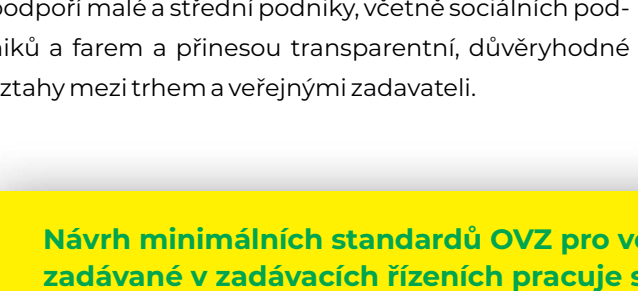 podpoří malé a střední podniky, včetně sociálních pod-
niků a farem a přinesou transparentní, důvěryhodné
vztahy mezi trhem a veřejnými zadavateli.
Návrh minimálních standardů OVZ pro
zadávané v zadávacích řízeních pracuje